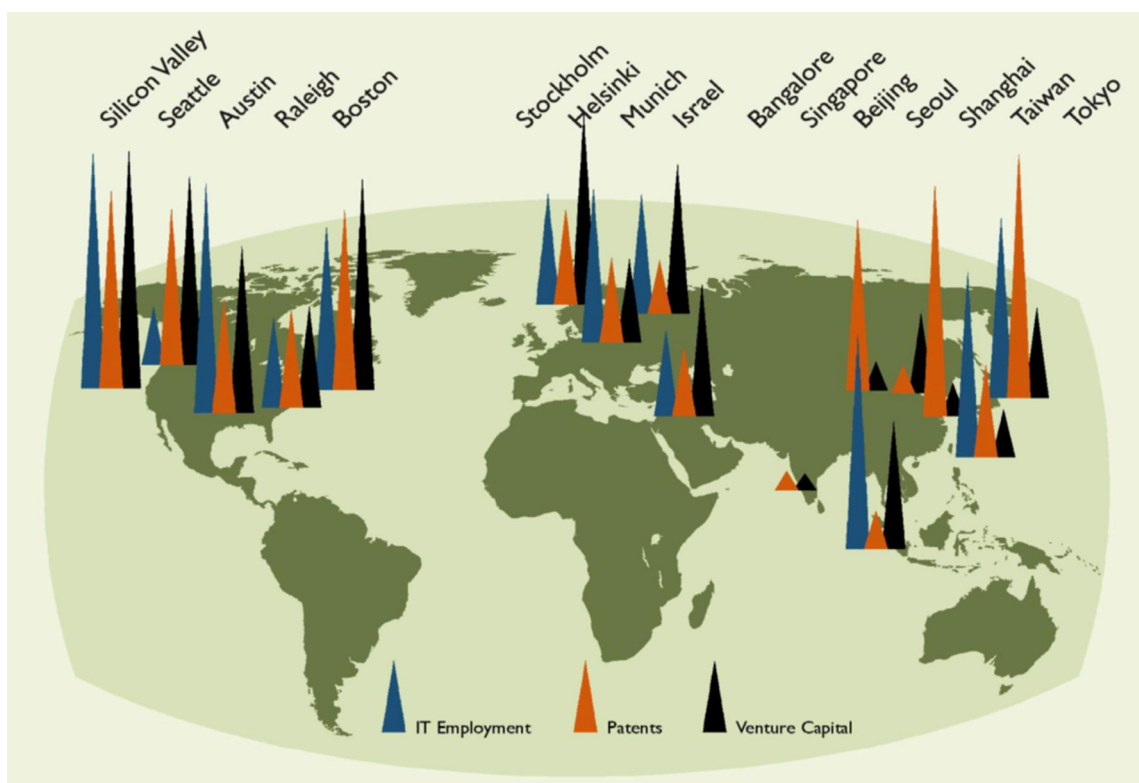 Silicon Valley
Seattle
Austin
Raleigh
Boston
Stockholm
Helsinki
Munich
Israel
Bangalore
Singapore
Beijing
Seoul
Shanghai
Taiwan
Tokyo
IT Employment
Patents
Venture Capital